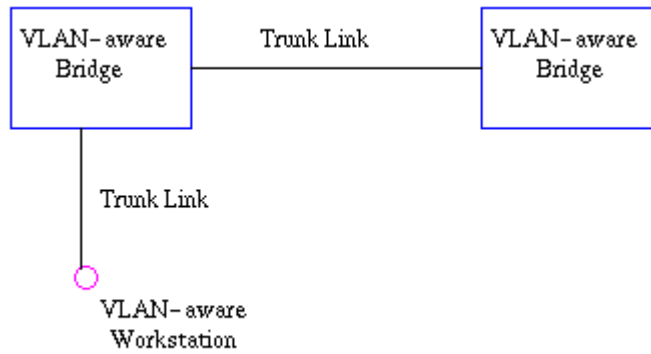 VLAN-aware
Bridge
Trunk Link
VLAN-aware
Bridge
Trunk Link
VLAN-aware
Workstation